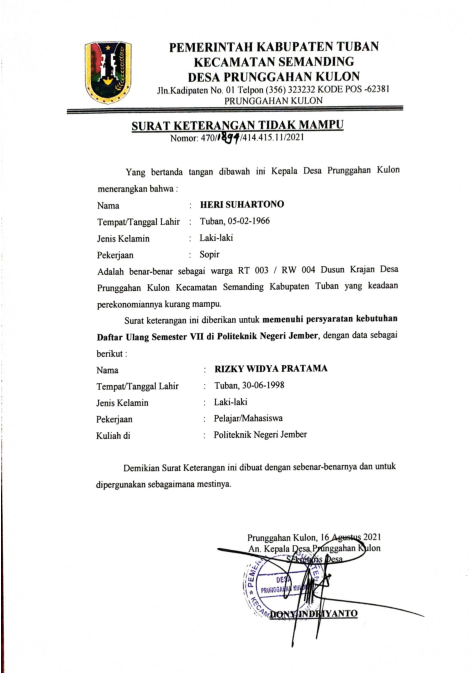 PEMERINTAH KABUPATEN TUBAN
KECAMATAN SEMANDING
DESA PRUNGGAHAN KULON
Jln.Kadipaten No. 01 Telpon (356) 323232 KODE POS -62381
PRUNGGAHAN KULON
SURAT KETERANGAN TIDAK MAMPU
Nomor: 470/1894/414.415.11/2021
Yang bertanda tangan dibawah ini Kepala Desa Prunggahan Kulon
menerangkan bahwa :
Nama : HERI SUHARTONO
Tempat/Tanggal Lahir : Tuban, 05-02-1966
Jenis Kelamin : Laki-laki
Pekerjaan : Sopir
Adalah benar-benar sebagai warga RT 003 / RW 004 Dusun Krajan Desa
Prunggahan Kulon Kecamatan Semanding Kabupaten Tuban yang keadaan
perekonomiannya kurang mampu.
Surat keterangan ini diberikan untuk memenuhi persyaratan kebutuhan
Daftar Ulang Semester VII di Politeknik Negeri Jember, dengan data sebagai
berikut :
Nama : RIZKY WIDYA PRATAMA
Tempat/Tanggal Lahir : Tuban, 30-06-1998
Jenis Kelamin : Laki-laki
Pekerjaan : Pelajar/Mahasiswa
Kuliah di : Politeknik Negeri Jember
Demikian Surat Keterangan ini dibuat dengan sebenar-benarnya dan untuk
dipergunakan sebagaimana mestinya.
Prunggahan Kulon, 16 Agustus 2021
An. Kepala Desa Prunggahan Kulon
Sekretaris Desa
DESA
PRUNGGAHAN KULON
DONY INDRIYANTO